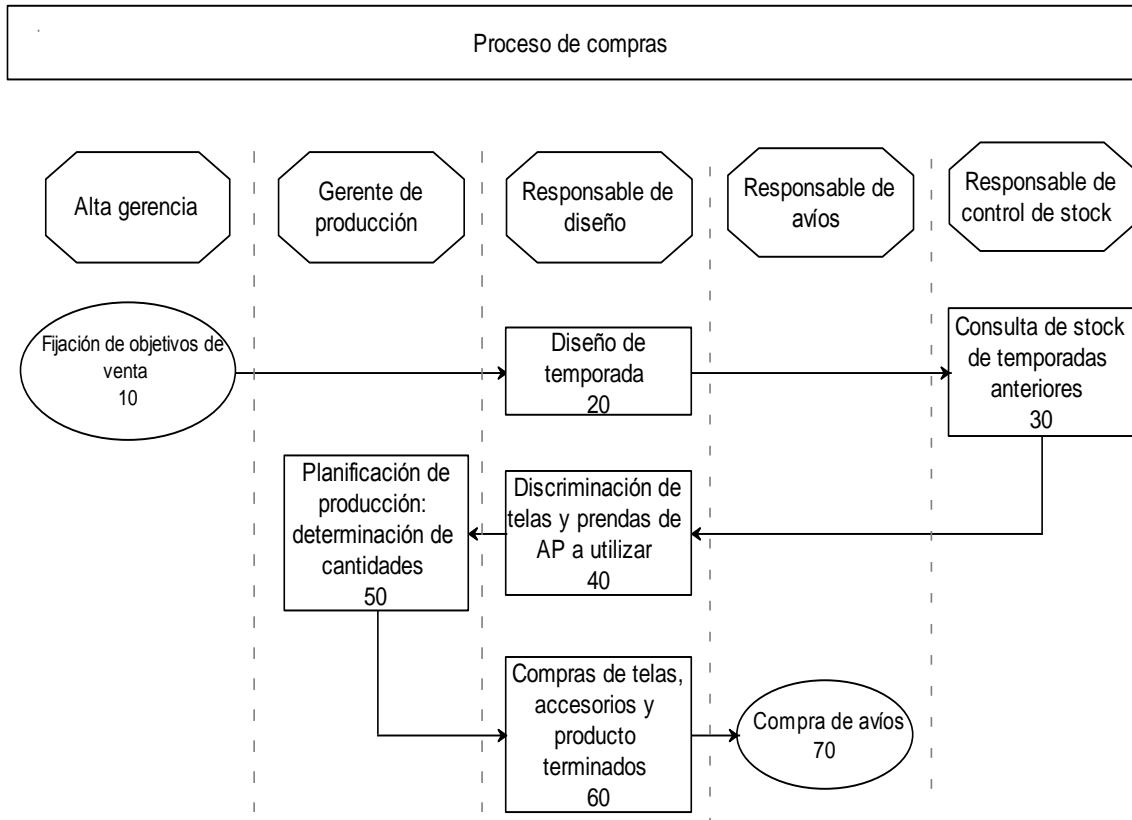 Proceso de compras
Alta gerencia
Gerente de
producción
Responsable de
diseño
Responsable de
avíos
Responsable de
control de stock
Fijación de objetivos de
venta
10
Diseño de
temporada
20
Consulta de stock
de temporadas
anteriores
30
Planificación de
producción:
determinación de
cantidades
50
Discriminación de
telas y prendas de
AP a utilizar
40
Compras de telas,
accesorios y
producto
terminados
60
Compra de avíos
70